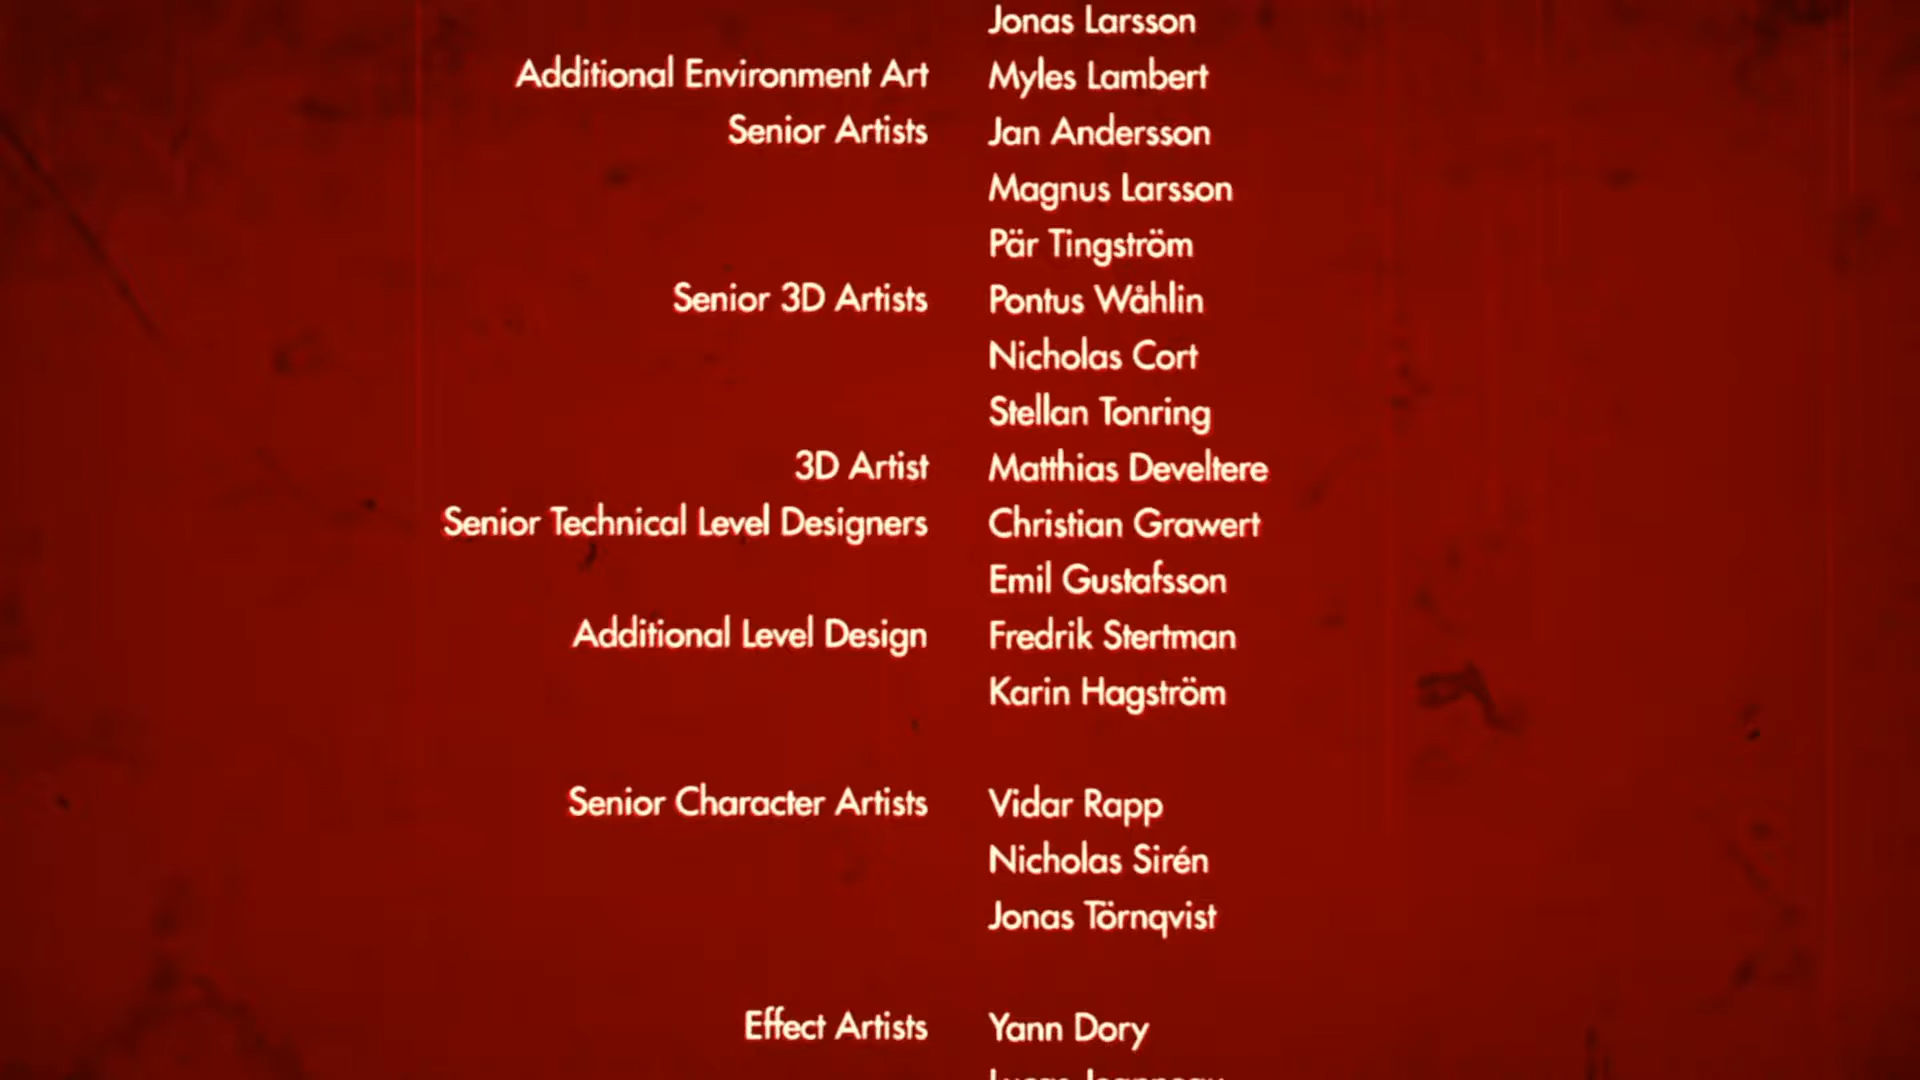 Jonas Larsson
Additional Environment Art Myles Lambert
Senior Artists Jan Andersson
Magnus Larsson
Pär Tingström
Senior 3D Artists Pontus Wåhlin
Nicholas Cort
Stellan Tonring
3D Artist Matthias Develtere
Senior Technical Level Designers Christian Grawert
Emil Gustafsson
Additional Level Design Fredrik Stertman
Karin Hagström
Senior Character Artists Vidar Rapp
Nicholas Sirén
Jonas Törnqvist
Effect Artists Yann Dory